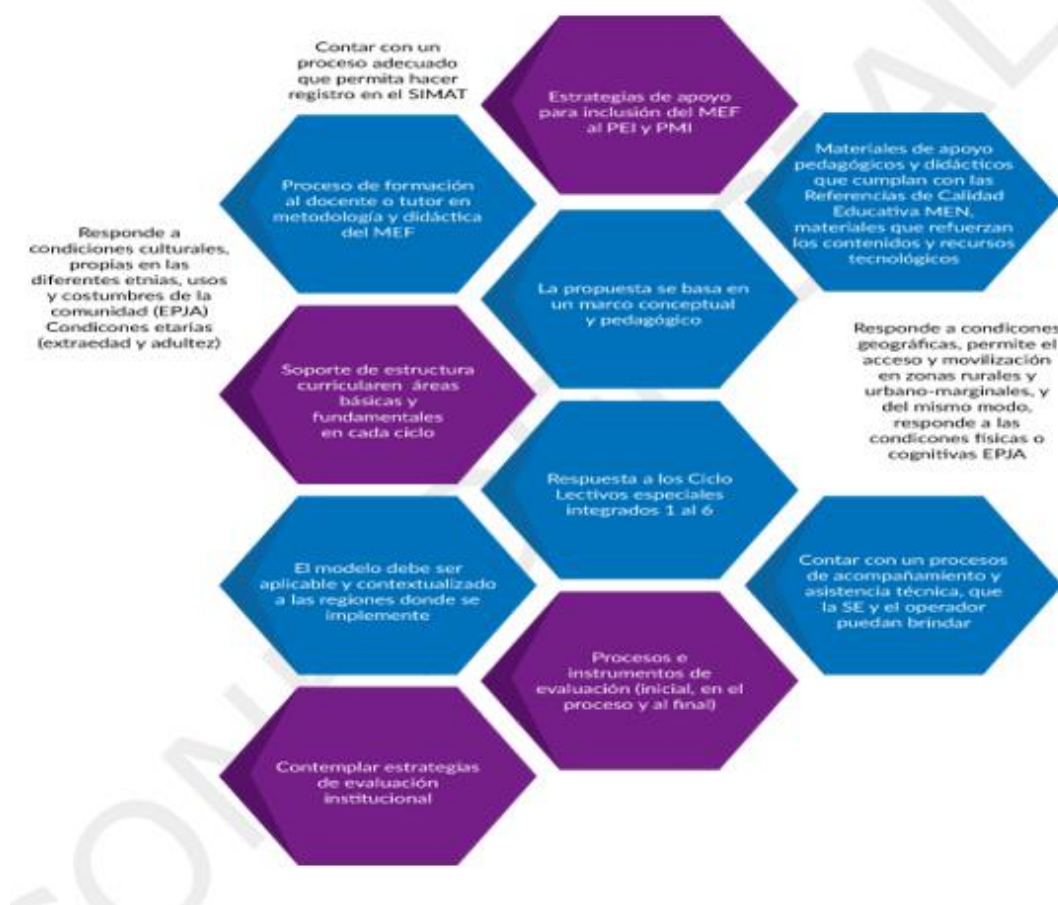 Contar con un
proceso adecuado
que permita hacer
registro en el SIMAT
Estrategias de apoyo
para inclusión del MEF
al PEI y PMI
Materiales de apoyo
pedagógicos y didácticos
que cumplan con las
Referencias de Calidad
Educativa MEN,
materiales que refuerzan
los contenidos y recursos
tecnológicos
Proceso de formación
al docente o tutor en
metodología y didáctica
del MEF
Responde a
condiciones culturales,
propias en las
diferentes etnias, usos
y costumbres de la
comunidad (EPJA)
Condicones etarías
(extraedad y adultez)
La propuesta se basa en
un marco conceptual
y pedagógico
Responde a condicones
geográficas, permite el
acceso y movilización
en zonas rurales y
urbano-marginales, y
del mismo modo,
responde a las
condicones físicas o
cognitivas EPJA
Soporte de estructura
curricularen áreas
básicas y
fundamentales
en cada ciclo
Respuesta a los Ciclo
Lectivos especiales
integrados 1 al 6
El modelo debe ser
aplicable y contextualizado
a las regiones donde se
implemente
Contar con un procesos
de acompañamiento y
asistencia técnica, que
la SE y el operador
puedan brindar
Procesos e
instrumentos de
evaluación (inicial, en el
proceso y al final)
Contemplar estrategias
de evaluación
institucional